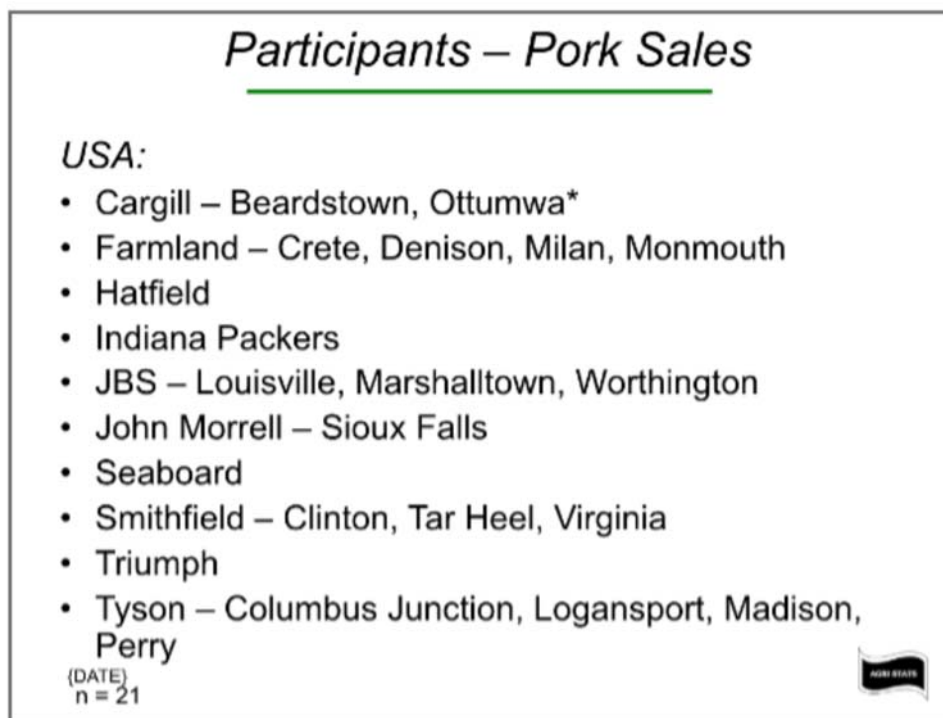 Participants – Pork Sales
USA:
• Cargill – Beardstown, Ottumwa*
• Farmland – Crete, Denison, Milan, Monmouth
• Hatfield
• Indiana Packers
• JBS – Louisville, Marshalltown, Worthington
• John Morrell – Sioux Falls
• Seaboard
• Smithfield – Clinton, Tar Heel, Virginia
• Triumph
• Tyson – Columbus Junction, Logansport, Madison,
Perry
{DATE}
n = 21
AGRI STATS